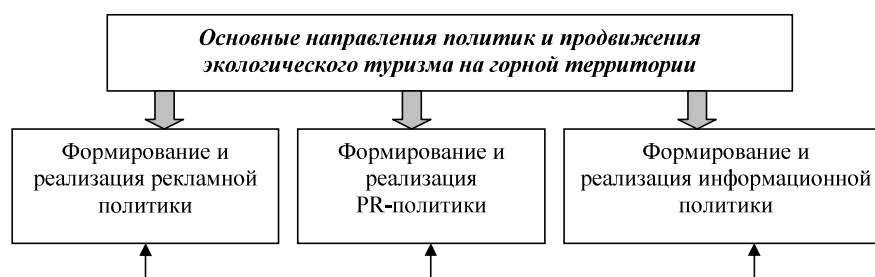 Основные направления политик и продвижения
экологического туризма на горной территории
Формирование и
реализация рекламной
политики
Формирование и
реализация
PR-политики
Формирование и
реализация информационной
политики